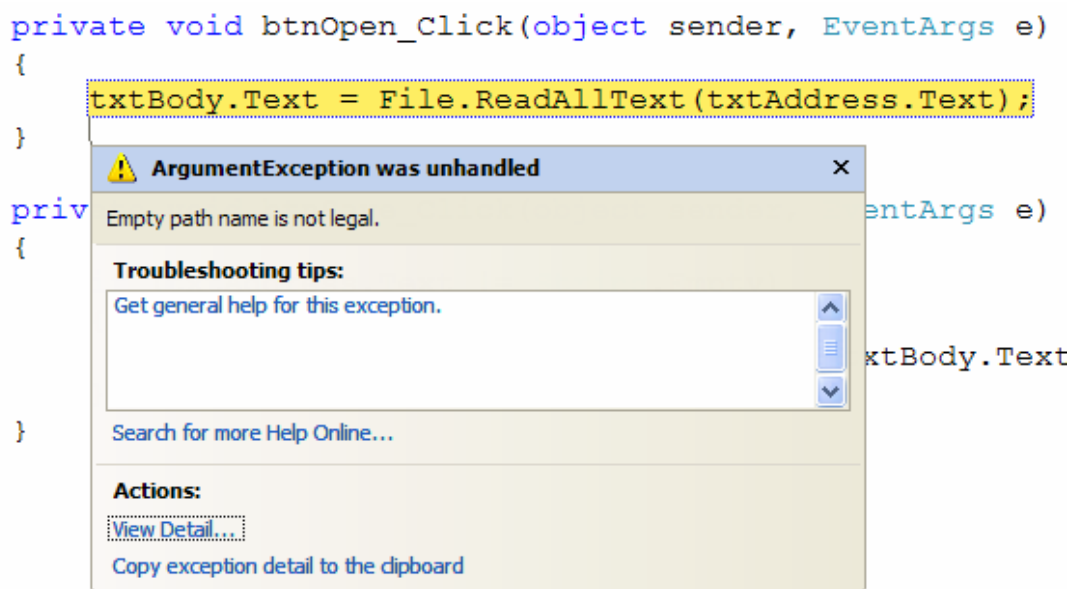 private void btnOpen_Click(object sender, EventArgs e)
{
txtBody.Text = File.ReadAllText(txtAddress.Text);
}
ArgumentException was unhandled
priv entArgs e)
Empty path name is not legal.
{
Troubleshooting tips:
Get general help for this exception.
xtBody.Text
}
Search for more Help Online...
Actions:
View Detail...
Copy exception detail to the clipboard